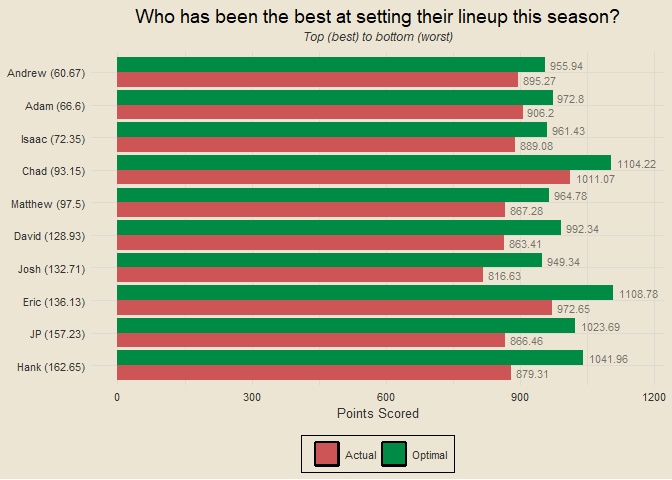 Who has been the best at setting their lineup this season?
Top (best) to bottom (worst)
Andrew (60.67)
955.94
895.27
Adam (66.6)
972.8
906.2
Isaac (72.35)
961.43
889.08
Chad (93.15)
1104.22
1011.07
Matthew (97.5)
964.78
867.28
David (128.93)
992.34
863.41
Josh (132.71)
949.34
816.63
Eric (136.13)
1108.78
972.65
JP (157.23)
1023.69
866.46
Hank (162.65)
1041.96
879.31
0 300 600 900 1200
Points Scored
Actual Optimal